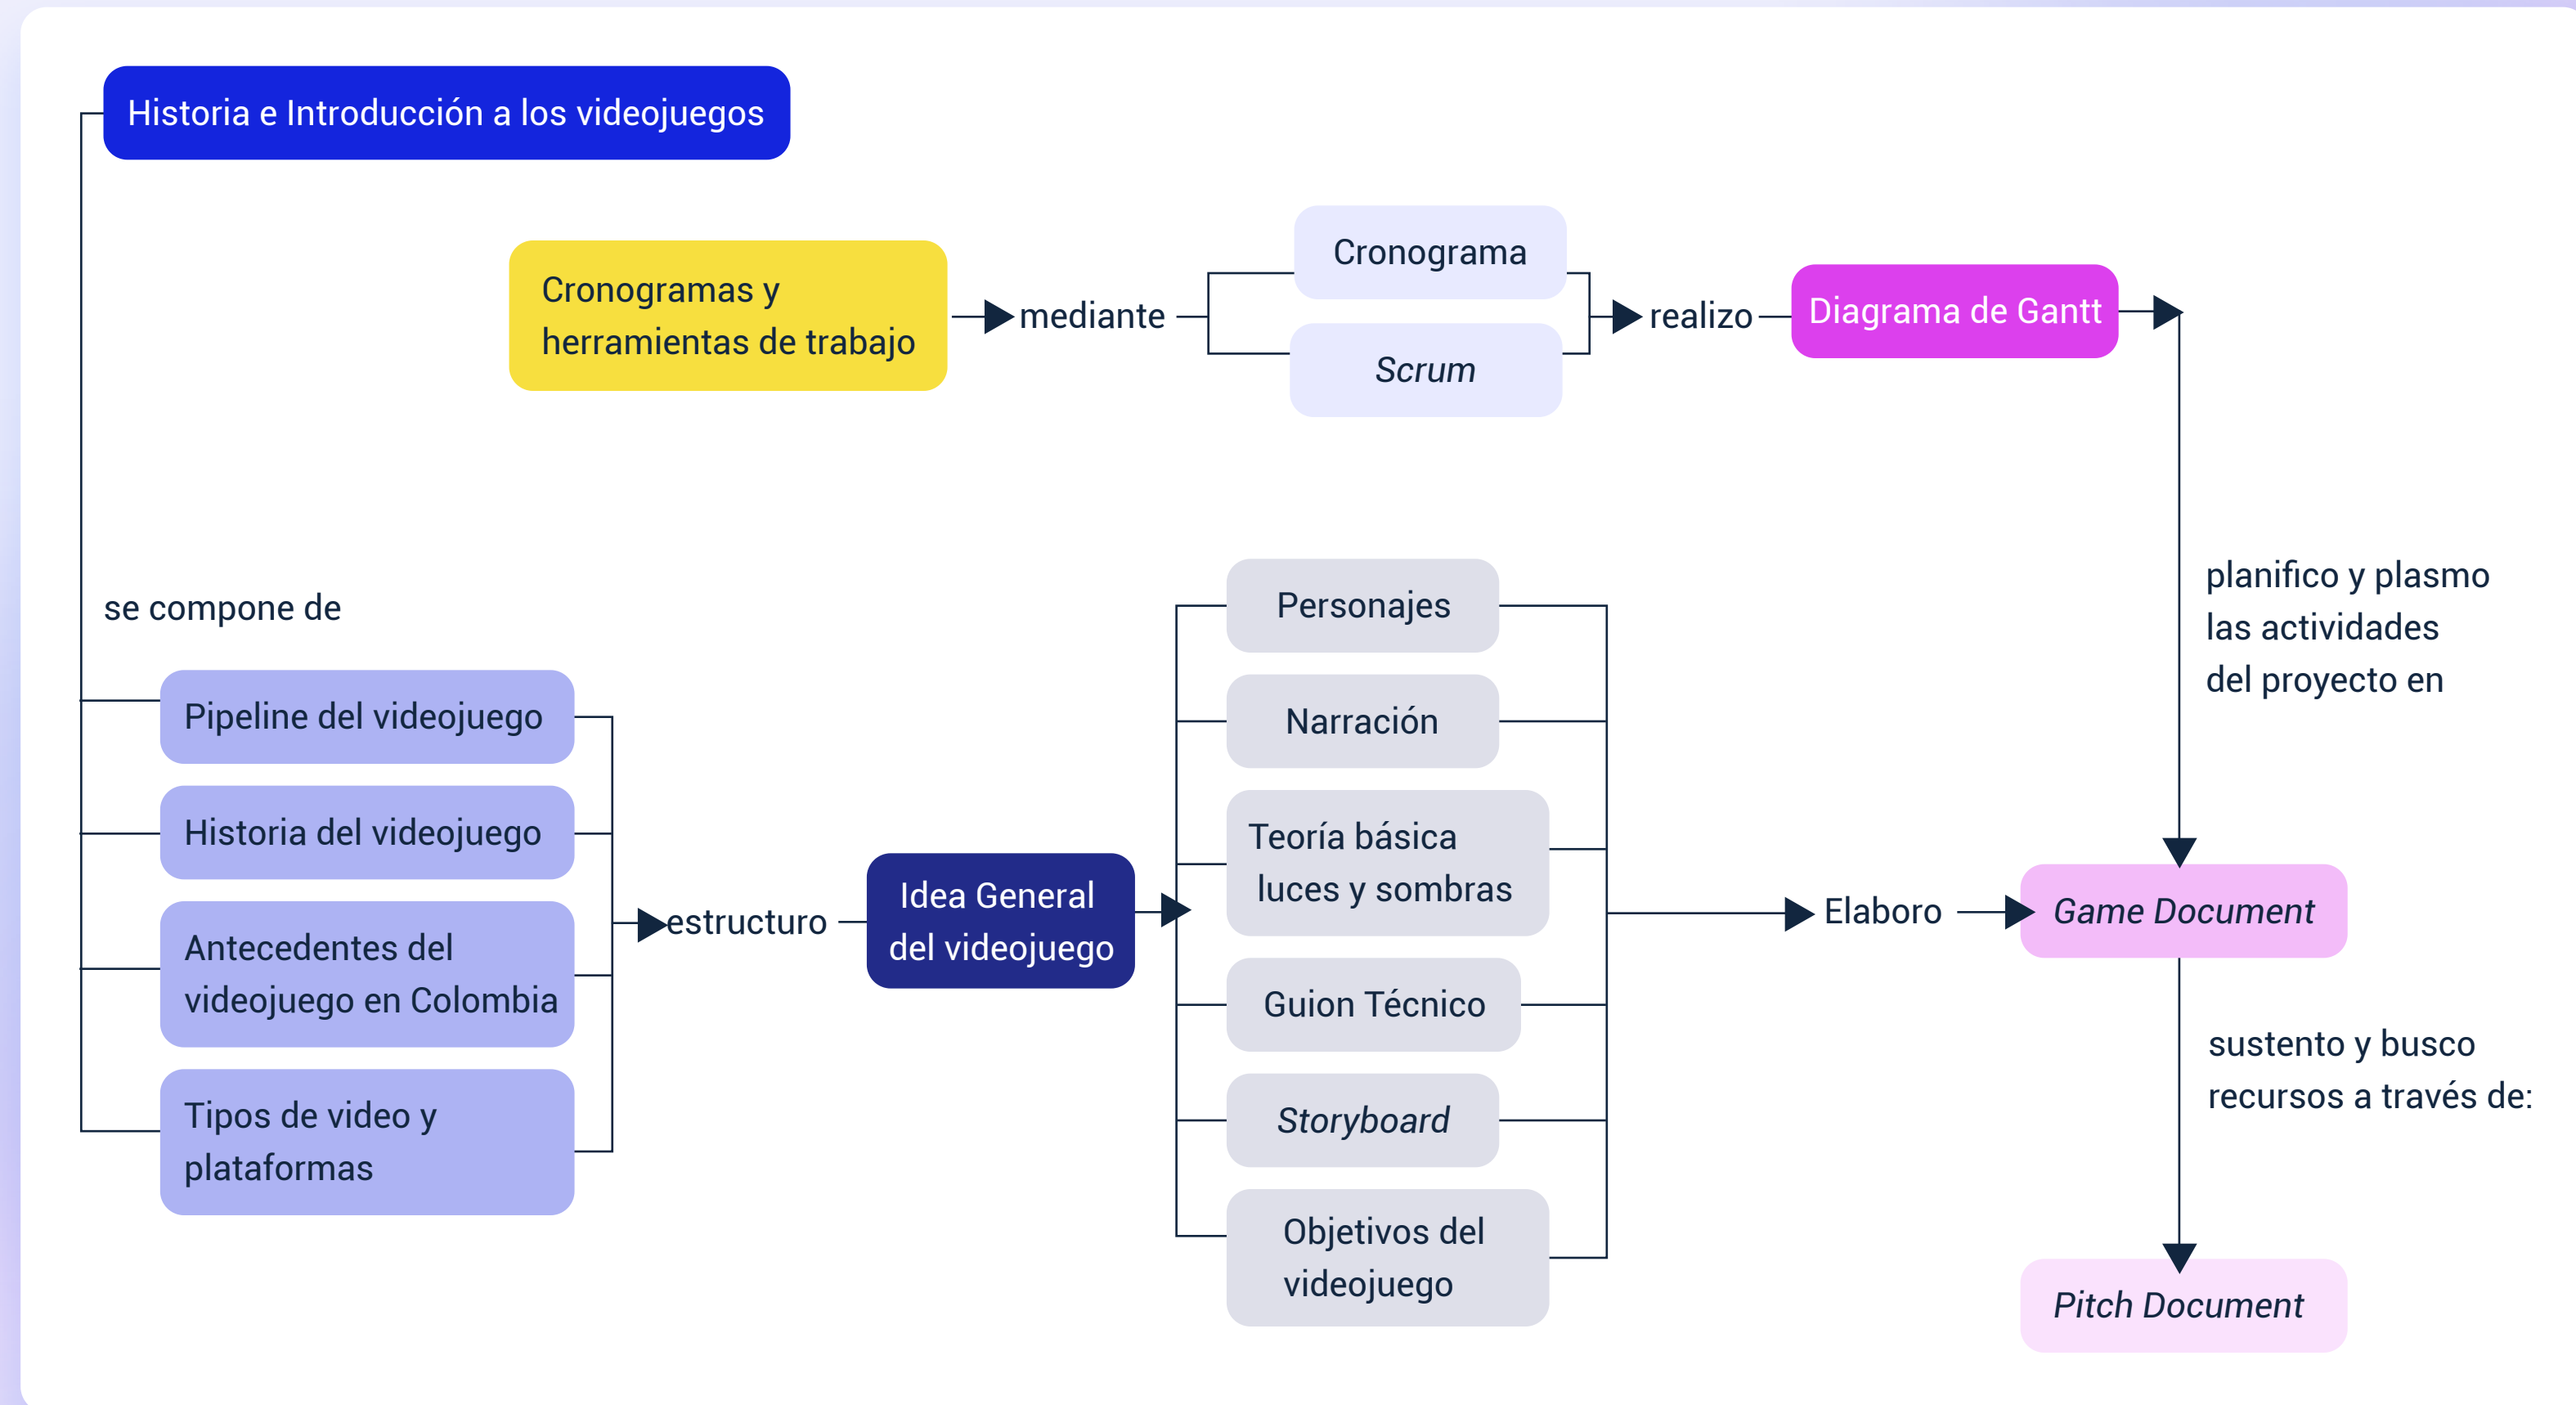 Historia e Introducción a los videojuegos
Cronogramas y
herramientas de trabajo
mediante
Cronograma
Scrum
realizo
Diagrama de Gantt
planifico y plasmo
las actividades
del proyecto en
se compone de
Pipeline del videojuego
Historia del videojuego
Antecedentes del
videojuego en Colombia
Tipos de video y
plataformas
estructuro
Idea General
del videojuego
Personajes
Narración
Teoría básica
luces y sombras
Guion Técnico
Storyboard
Objetivos del
videojuego
Elaboro
Game Document
sustento y busco
recursos a través de:
Pitch Document